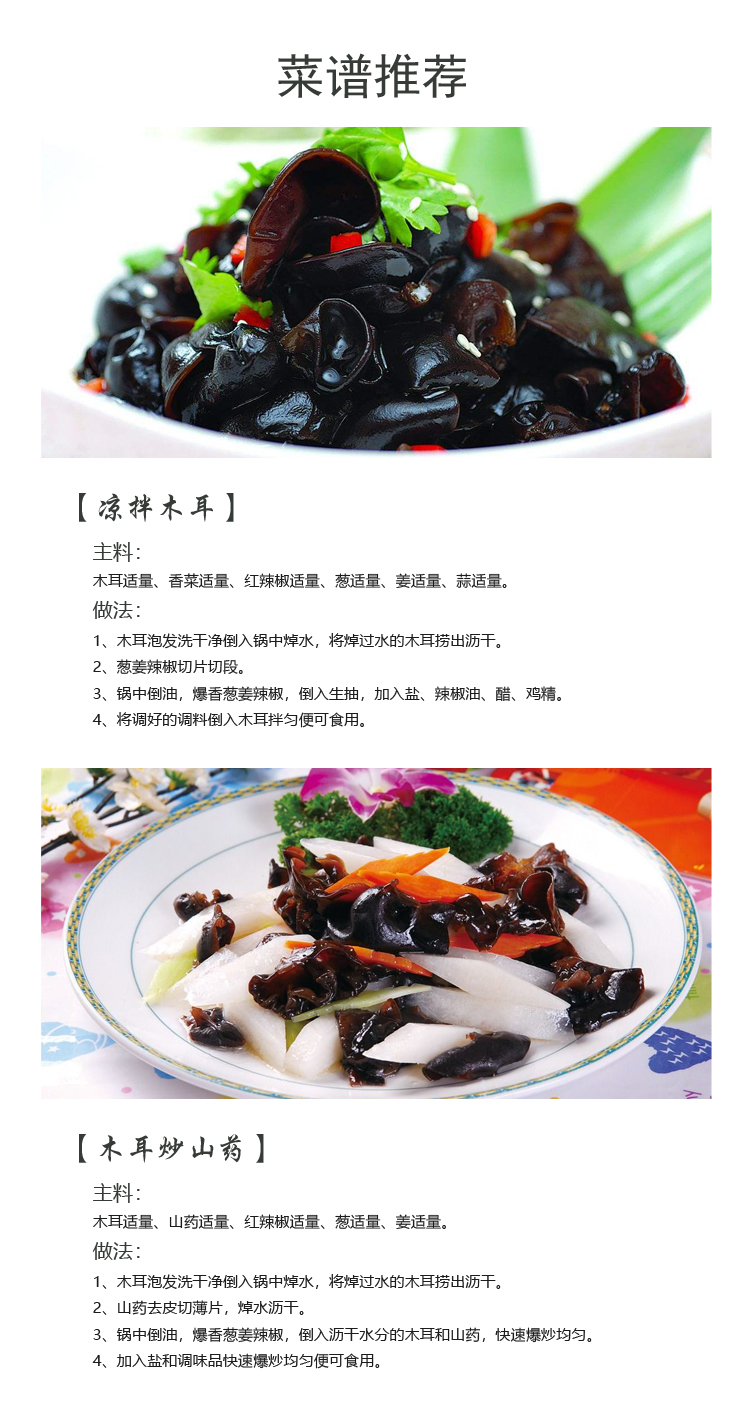 菜谱推荐
【凉拌木耳】
主料：
木耳适量、香菜适量、红辣椒适量、葱适量、姜适量、蒜适量。
做法：
1、木耳泡发洗干净倒入锅中焯水，将焯过水的木耳捞出沥干。
2、葱姜辣椒切片切段。
3、锅中倒油，爆香葱姜辣椒，倒入生抽，加入盐、辣椒油、醋、鸡精。
4、将调好的调料倒入木耳拌匀便可食用。
【木耳炒山药】
主料：
木耳适量、山药适量、红辣椒适量、葱适量、姜适量。
做法：
1、木耳泡发洗干净倒入锅中焯水，将焯过水的木耳捞出沥干。
2、山药去皮切薄片，焯水沥干。
3、锅中倒油，爆香葱姜辣椒，倒入沥干水分的木耳和山药，快速爆炒均匀。
4、加入盐和调味品快速爆炒均匀便可食用。